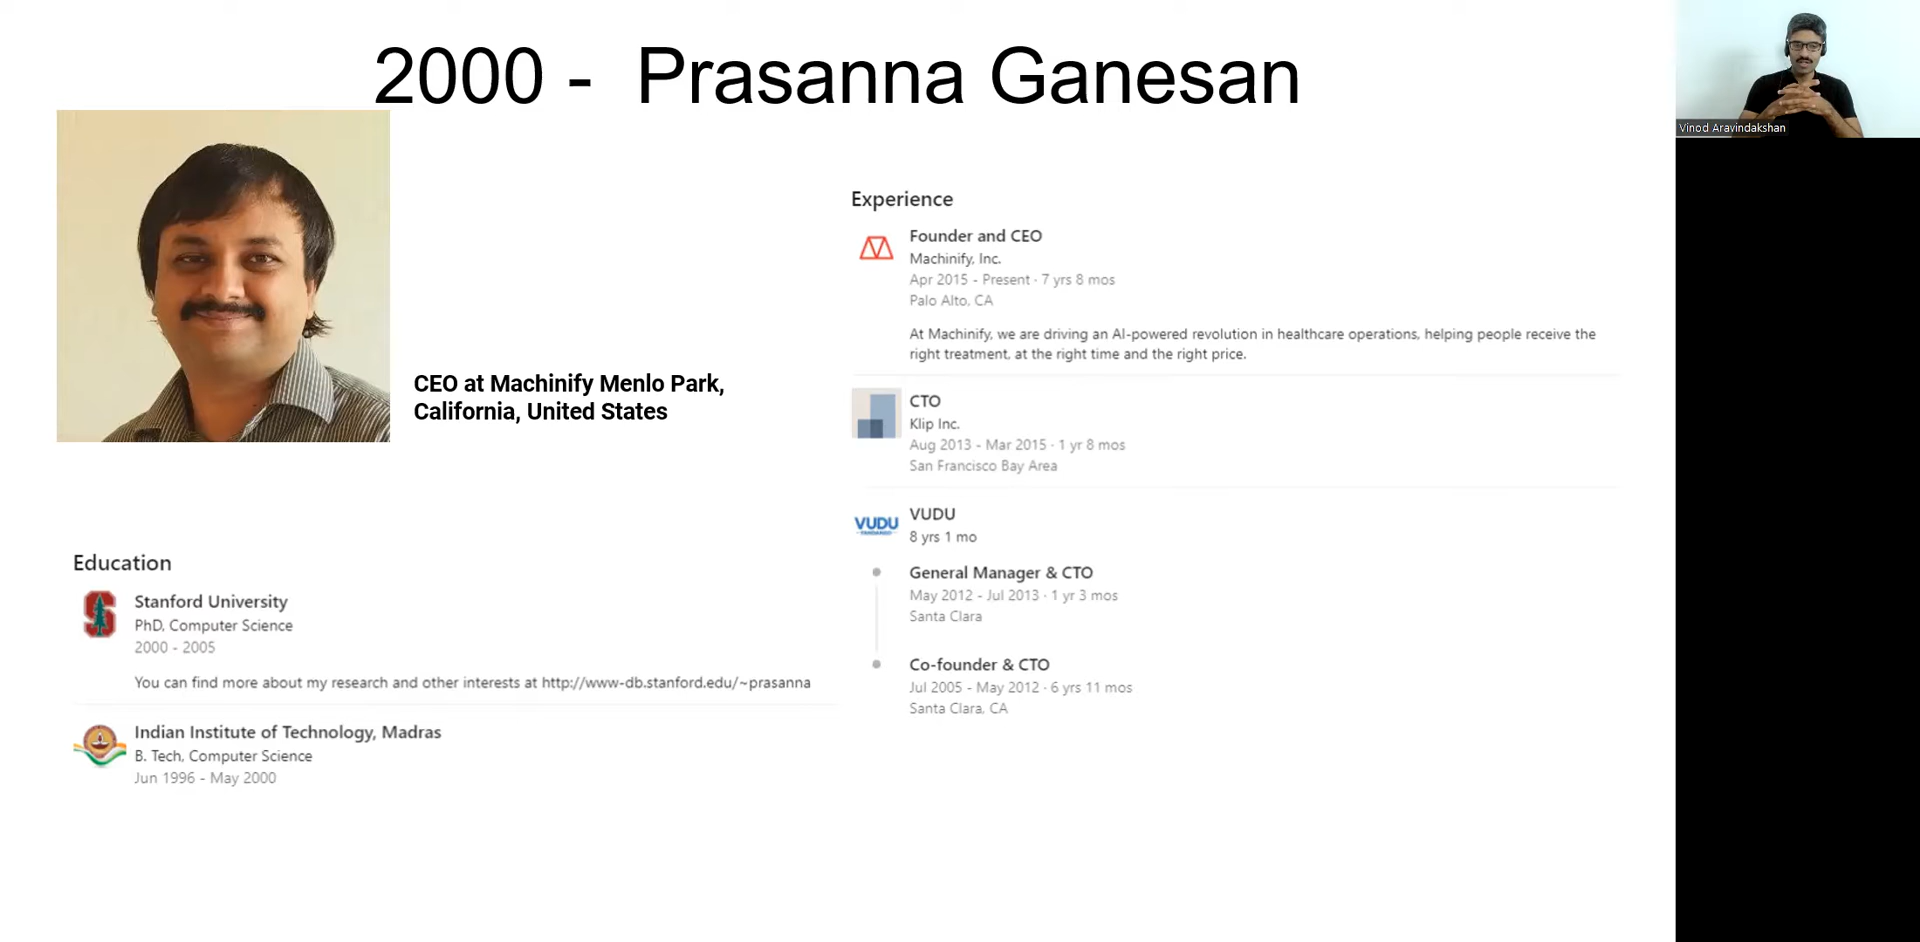 2000 - Prasanna Ganesan
Vinod Aravindakshan
CEO at Machinify Menlo Park,
California, United States
Education
Stanford University
PhD, Computer Science
2000 - 2005
You can find more about my research and other interests at http://www-db.stanford.edu/~prasanna
Indian Institute of Technology, Madras
B. Tech, Computer Science
Jun 1996 - May 2000
Experience
Founder and CEO
Machinify, Inc.
Apr 2015 - Present · 7 yrs 8 mos
Palo Alto, CA
At Machinify, we are driving an AI-powered revolution in healthcare operations, helping people receive the
right treatment, at the right time and the right price.
CTO
Klip Inc.
Aug 2013 - Mar 2015 · 1 yr 8 mos
San Francisco Bay Area
VUDU
FANDANGO
VUDU
8 yrs 1 mo
General Manager & CTO
May 2012 - Jul 2013 · 1 yr 3 mos
Santa Clara
Co-founder & CTO
Jul 2005 - May 2012 · 6 yrs 11 mos
Santa Clara, CA